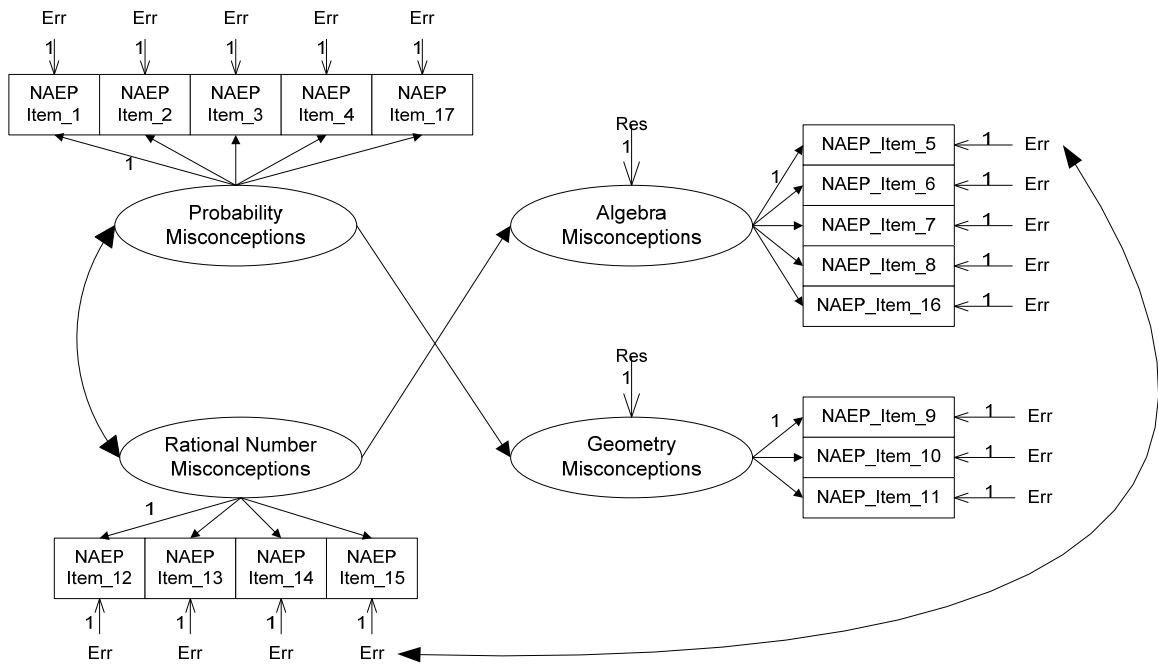 Err Err Err Err Err
1 1 1 1 1
NAEP Item_1
NAEP Item_2
NAEP Item_3
NAEP Item_4
NAEP Item_17
1
Probability
Misconceptions
Res
1
Algebra
Misconceptions
1
NAEP_Item_5 1 Err
NAEP_Item_6 1 Err
NAEP_Item_7 1 Err
NAEP_Item_8 1 Err
NAEP_Item_16 1 Err
Rational Number
Misconceptions
1
Res
1
Geometry
Misconceptions
1
NAEP_Item_9 1 Err
NAEP_Item_10 1 Err
NAEP_Item_11 1 Err
NAEP Item_12
NAEP Item_13
NAEP Item_14
NAEP Item_15
1 1 1 1
Err Err Err Err